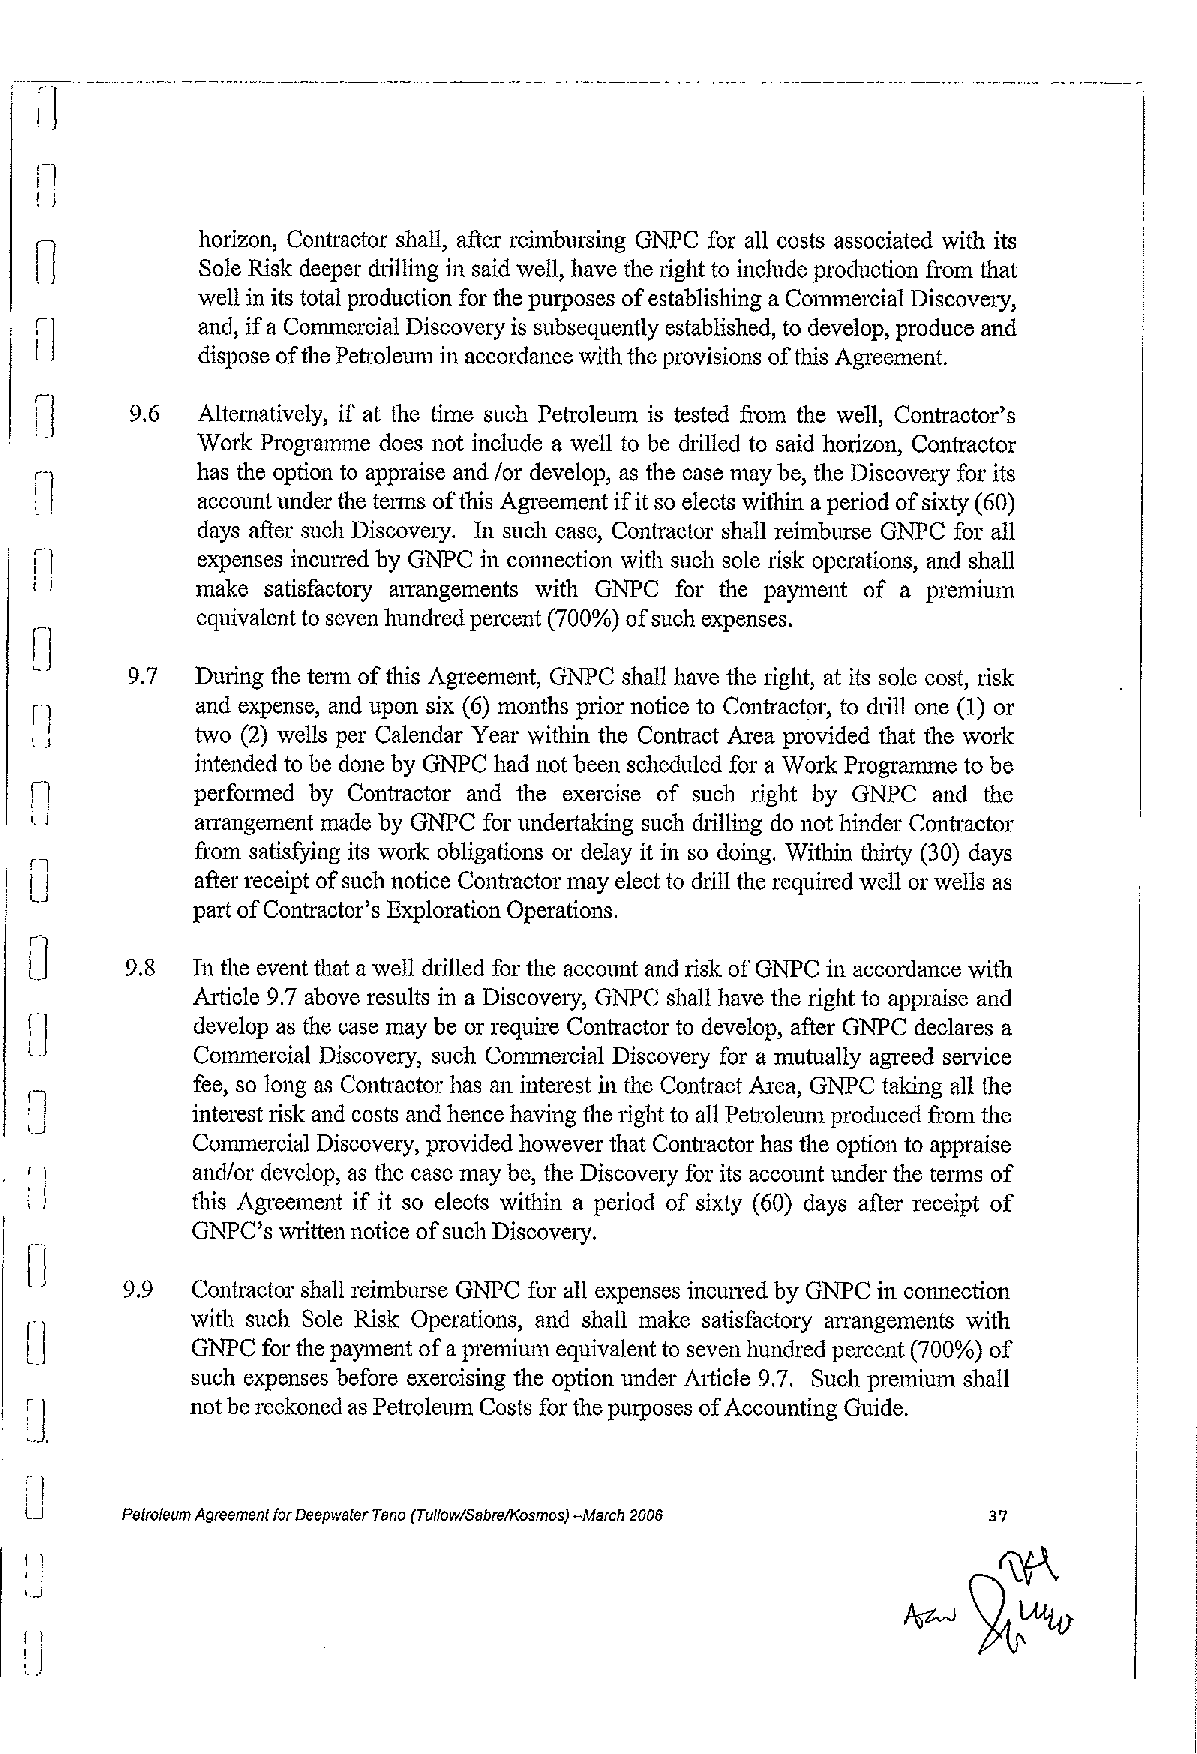 horizon, Contractor shall, after reimbursing GNPC for all costs associated with its
Sole Risk deeper drilling in said well, have the right to include production from that
well in its total production for the purposes of establishing a Commercial Discovery,
and, if a Commercial Discovery is subsequently established, to develop, produce and
dispose of the Petroleum in accordance with the provisions of this Agreement.
9.6 Alternatively, if at the time such Petroleum is tested from the well, Contractor's
Work Programme does not include a well to be drilled to said horizon, Contractor
has the option to appraise and /or develop, as the case may be, the Discovery for its
account under the terms of this Agreement if it so elects within a period of sixty (60)
days after such Discovery. In such case, Contractor shall reimburse GNPC for all
expenses incurred by GNPC in connection with such sole risk operations, and shall
make satisfactory arrangements with GNPC for the payment of a premium
equivalent to seven hundred percent (700%) of such expenses.
9.7 During the term of this Agreement, GNPC shall have the right, at its sole cost, risk
and expense, and upon six (6) months prior notice to Contractor, to drill one (1) or
two (2) wells per Calendar Year within the Contract Area provided that the work
intended to be done by GNPC had not been scheduled for a Work Programme to be
performed by Contractor and the exercise of such right by GNPC and the
arrangement made by GNPC for undertaking such drilling do not hinder Contractor
from satisfying its work obligations or delay it in so doing. Within thirty (30) days
after receipt of such notice Contractor may elect to drill the required well or wells as
part of Contractor's Exploration Operations.
9.8 In the event that a well drilled for the account and risk of GNPC in accordance with
Article 9.7 above results in a Discovery, GNPC shall have the right to appraise and
develop as the case may be or require Contractor to develop, after GNPC declares a
Commercial Discovery, such Commercial Discovery for a mutually agreed service
fee, so long as Contractor has an interest in the Contract Area, GNPC taking all the
interest risk and costs and hence having the right to all Petroleum produced from the
Commercial Discovery, provided however that Contractor has the option to appraise
and/or develop, as the case may be, the Discovery for its account under the terms of
this Agreement if it so elects within a period of sixty (60) days after receipt of
GNPC's written notice of such Discovery.
9.9 Contractor shall reimburse GNPC for all expenses incurred by GNPC in connection
with such Sole Risk Operations, and shall make satisfactory arrangements with
GNPC for the payment of a premium equivalent to seven hundred percent (700%) of
such expenses before exercising the option under Article 9.7. Such premium shall
not be reckoned as Petroleum Costs for the purposes of Accounting Guide.
Petroleum Agreement for Deepwater Tano (Tullow/Sabre/Kosmos) –March 2006 37